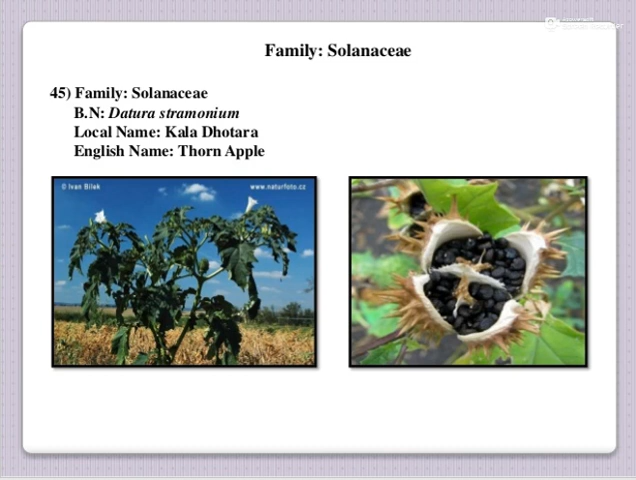 Family: Solanaceae
45) Family: Solanaceae
B.N: Datura stramonium
Local Name: Kala Dhotara
English Name: Thorn Apple
© Ivan Bilek
www.naturfoto.cz